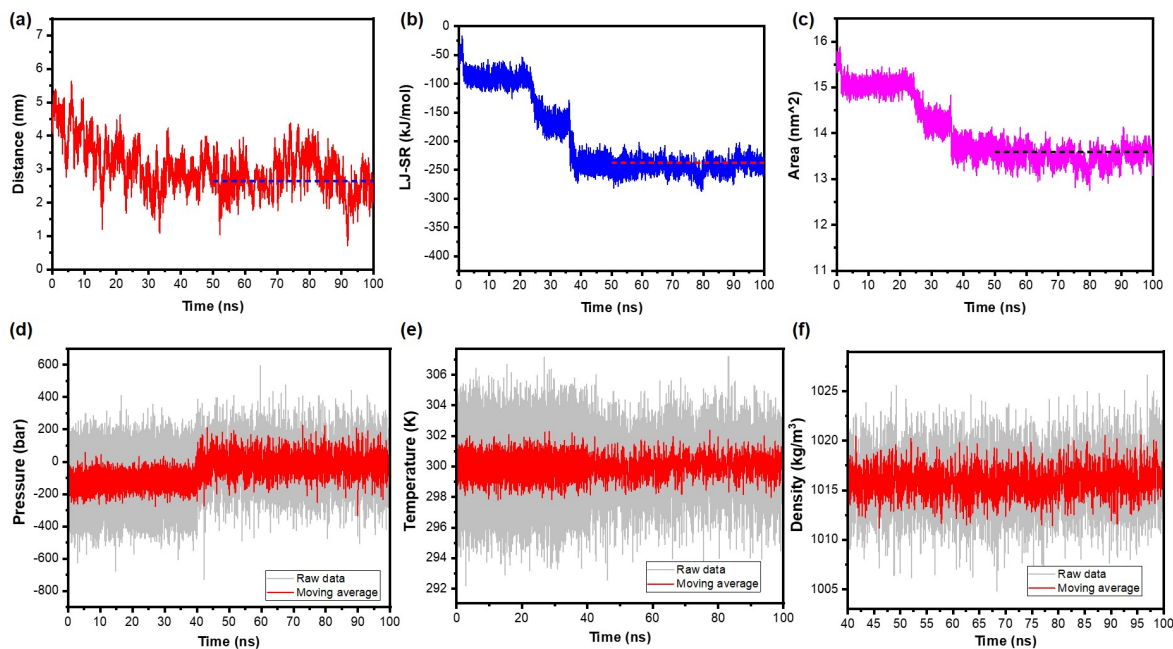 (a)
7
6
5
4
3
2
1
0
Distance (nm)
0 10 20 30 40 50 60 70 80 90 100
Time (ns)
(b)
0
-50
-100
-150
-200
-250
-300
-350
-400
LJ-SR (kJ/mol)
0 10 20 30 40 50 60 70 80 90 100
Time (ns)
(c)
16
15
14
13
12
11
Area (nm^2)
0 10 20 30 40 50 60 70 80 90 100
Time (ns)
(d)
600
400
200
0
-200
-400
-600
-800
Pressure (bar)
Raw data
Moving average
0 10 20 30 40 50 60 70 80 90 100
Time (ns)
(e)
306
304
302
300
298
296
294
292
Temperature (K)
Raw data
Moving average
0 20 40 60 80 100
Time (ns)
(f)
1025
1020
1015
1010
1005
Density (kg/m³)
Raw data
Moving average
40 45 50 55 60 65 70 75 80 85 90 95 100
Time (ns)